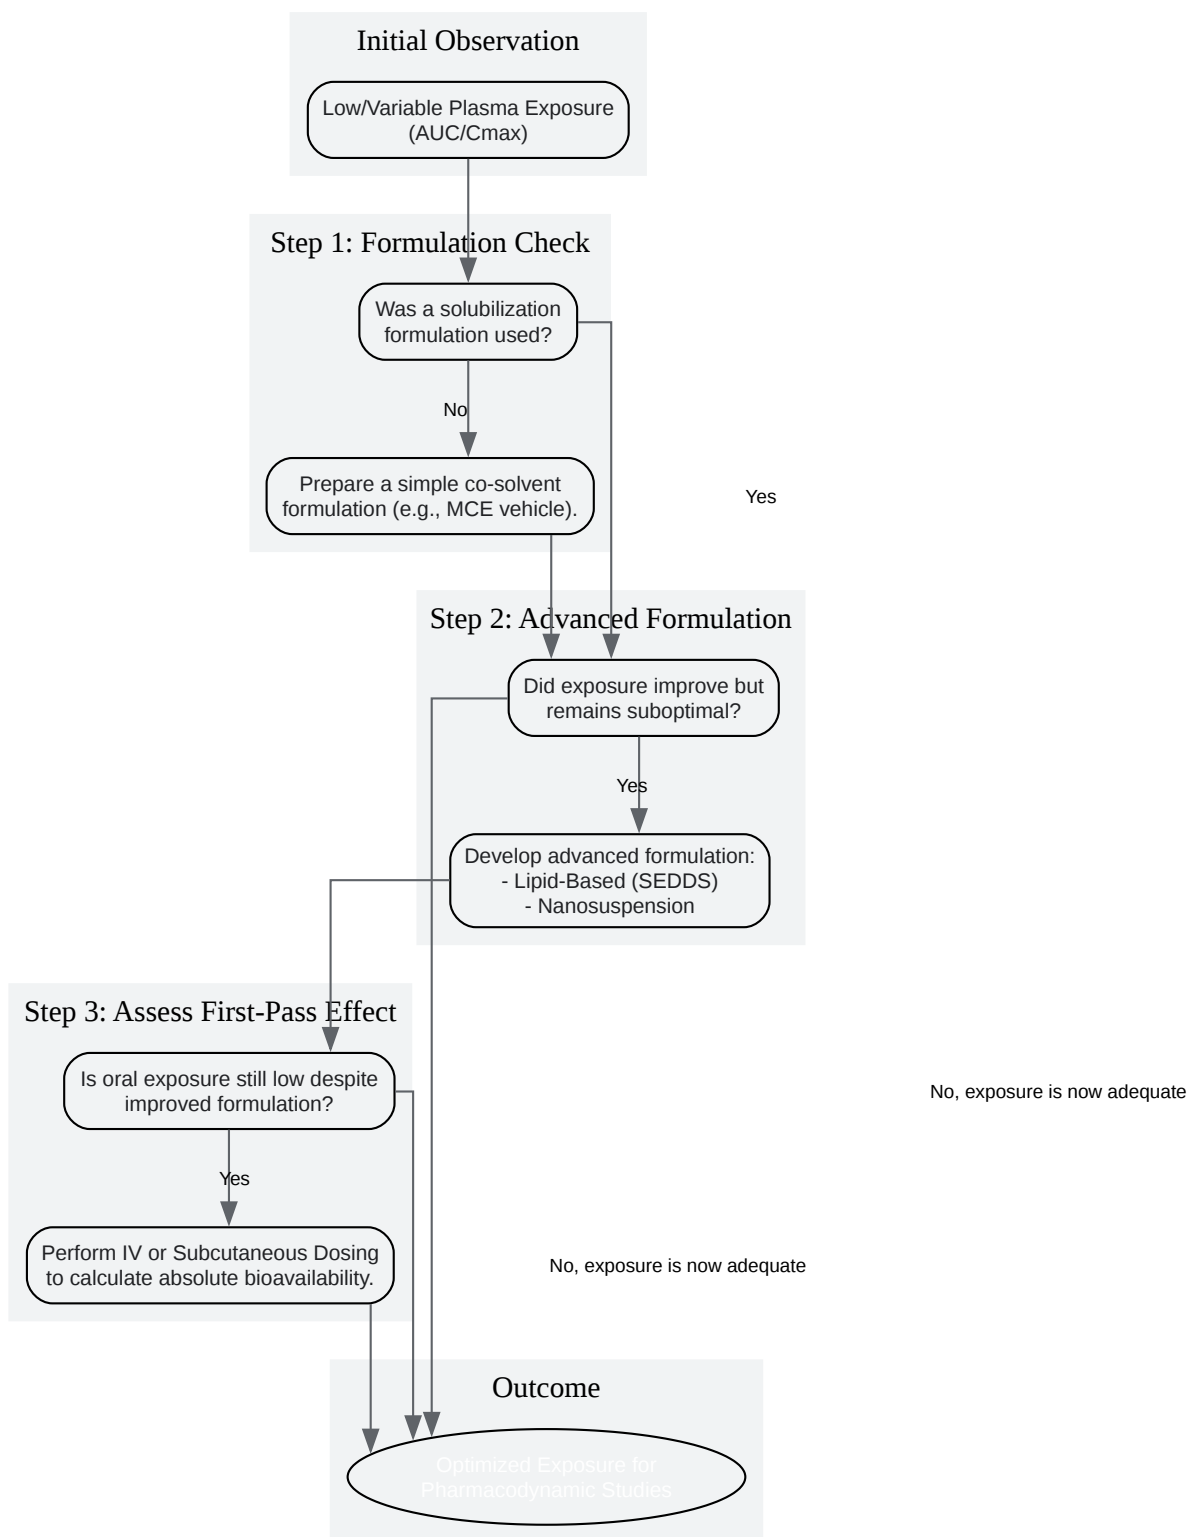 Initial Observation
Low/Variable Plasma Exposure
(AUC/Cmax)
Step 1: Formulation Check
Was a solubilization
formulation used?
No
Prepare a simple co-solvent
formulation (e.g., MCE vehicle).
Yes
Step 2: Advanced Formulation
Did exposure improve but
remains suboptimal?
Yes
Develop advanced formulation:
- Lipid-Based (SEDDS)
- Nanosuspension
Step 3: Assess First-Pass Effect
Is oral exposure still low despite
improved formulation?
No, exposure is now adequate
Yes
Perform IV or Subcutaneous Dosing
to calculate absolute bioavailability.
No, exposure is now adequate
Outcome
Optimized Exposure for
Pharmacodynamic Studies